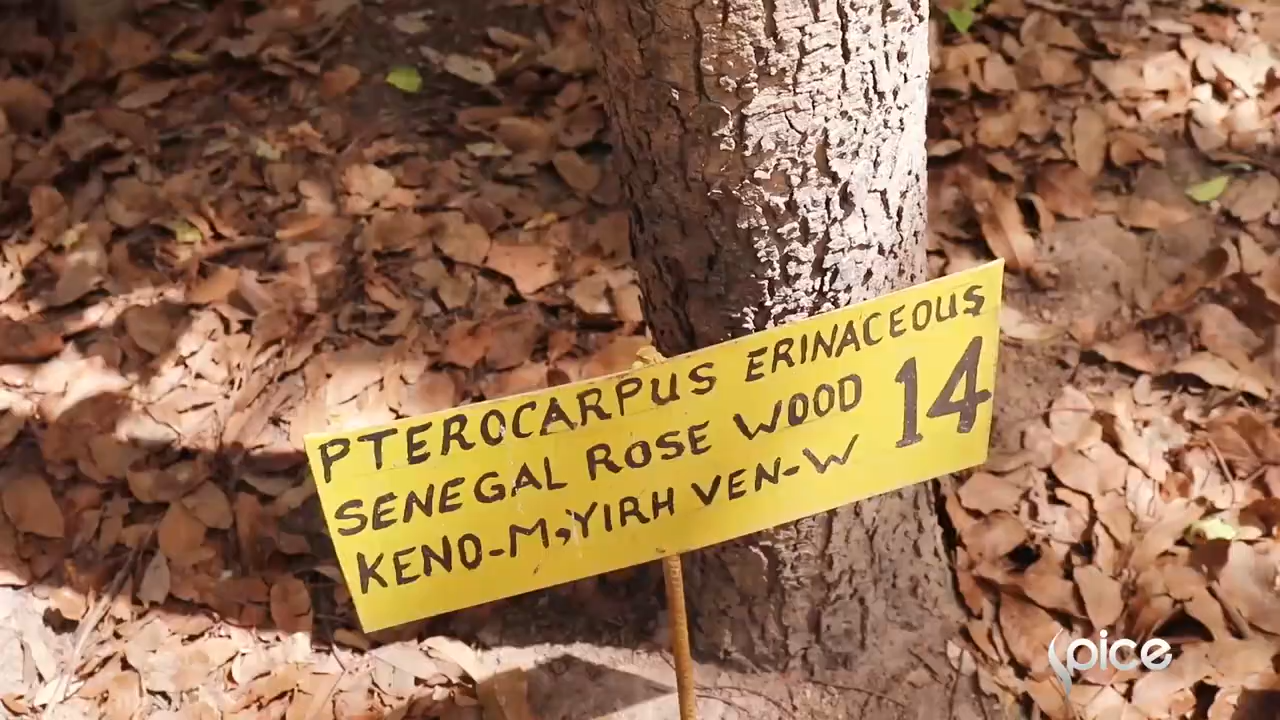 PTEROCARPUS ERINACEOUS
SENEGAL ROSE WOOD 14
KENO-M,YIRH VEN-W
Spice